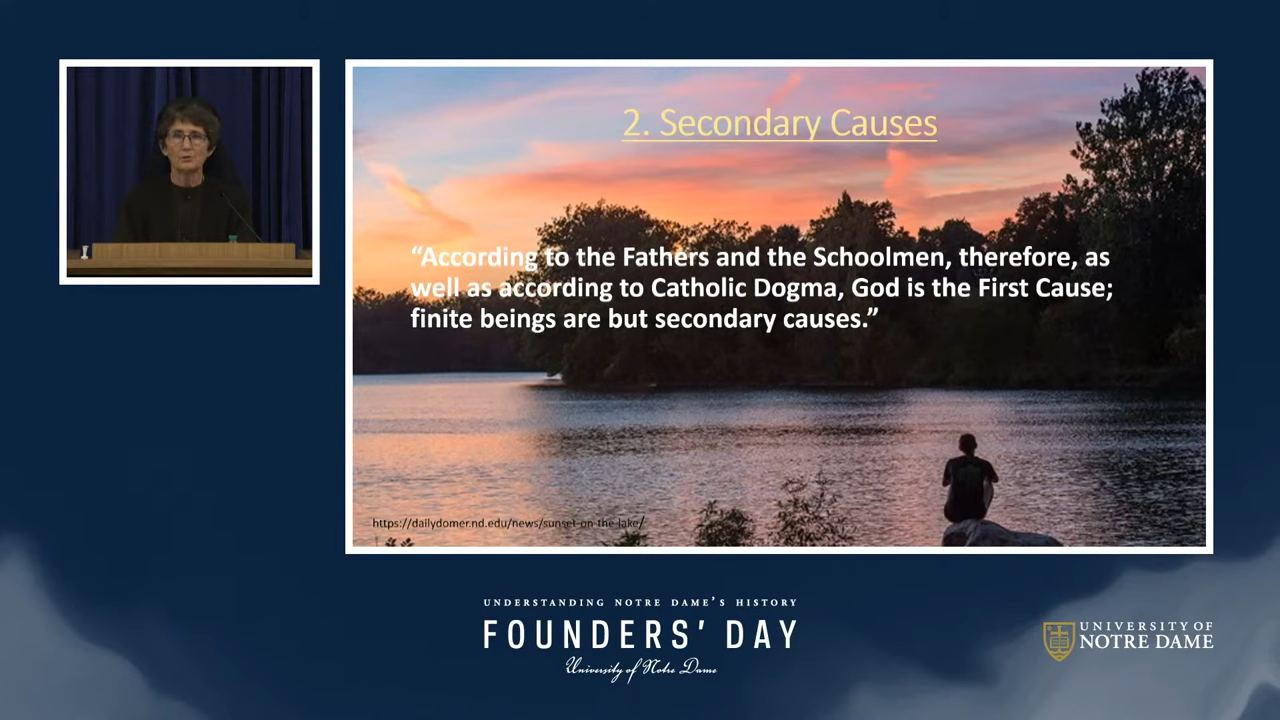 2. Secondary Causes
“According to the Fathers and the Schoolmen, therefore, as
well as according to Catholic Dogma, God is the First Cause;
finite beings are but secondary causes.”
https://dailydomer.nd.edu/news/sunset-on-the-lake/
UNDERSTANDING NOTRE DAME’S HISTORY
FOUNDERS’ DAY
University of Notre Dame
UNIVERSITY OF
NOTRE DAME